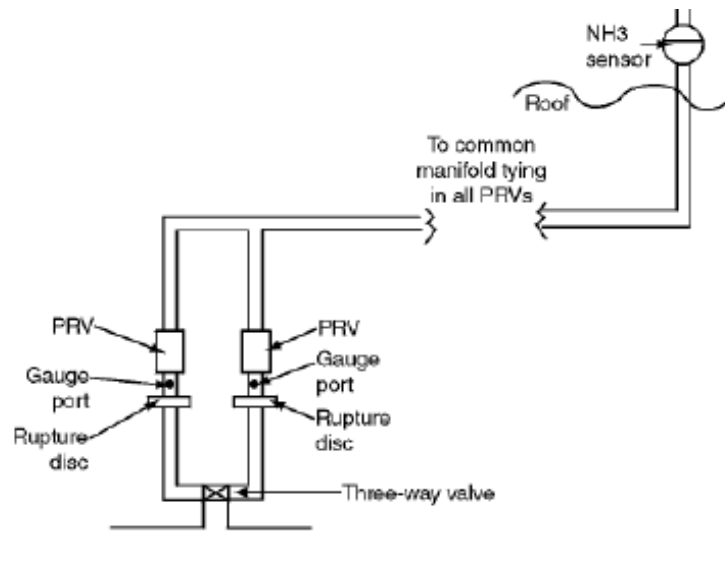 NH3
sensor
Roof
To common
manifold tying
in all PRVs
PRV
PRV
Gauge
port
Gauge
port
Rupture
disc
Rupture
disc
Three-way valve